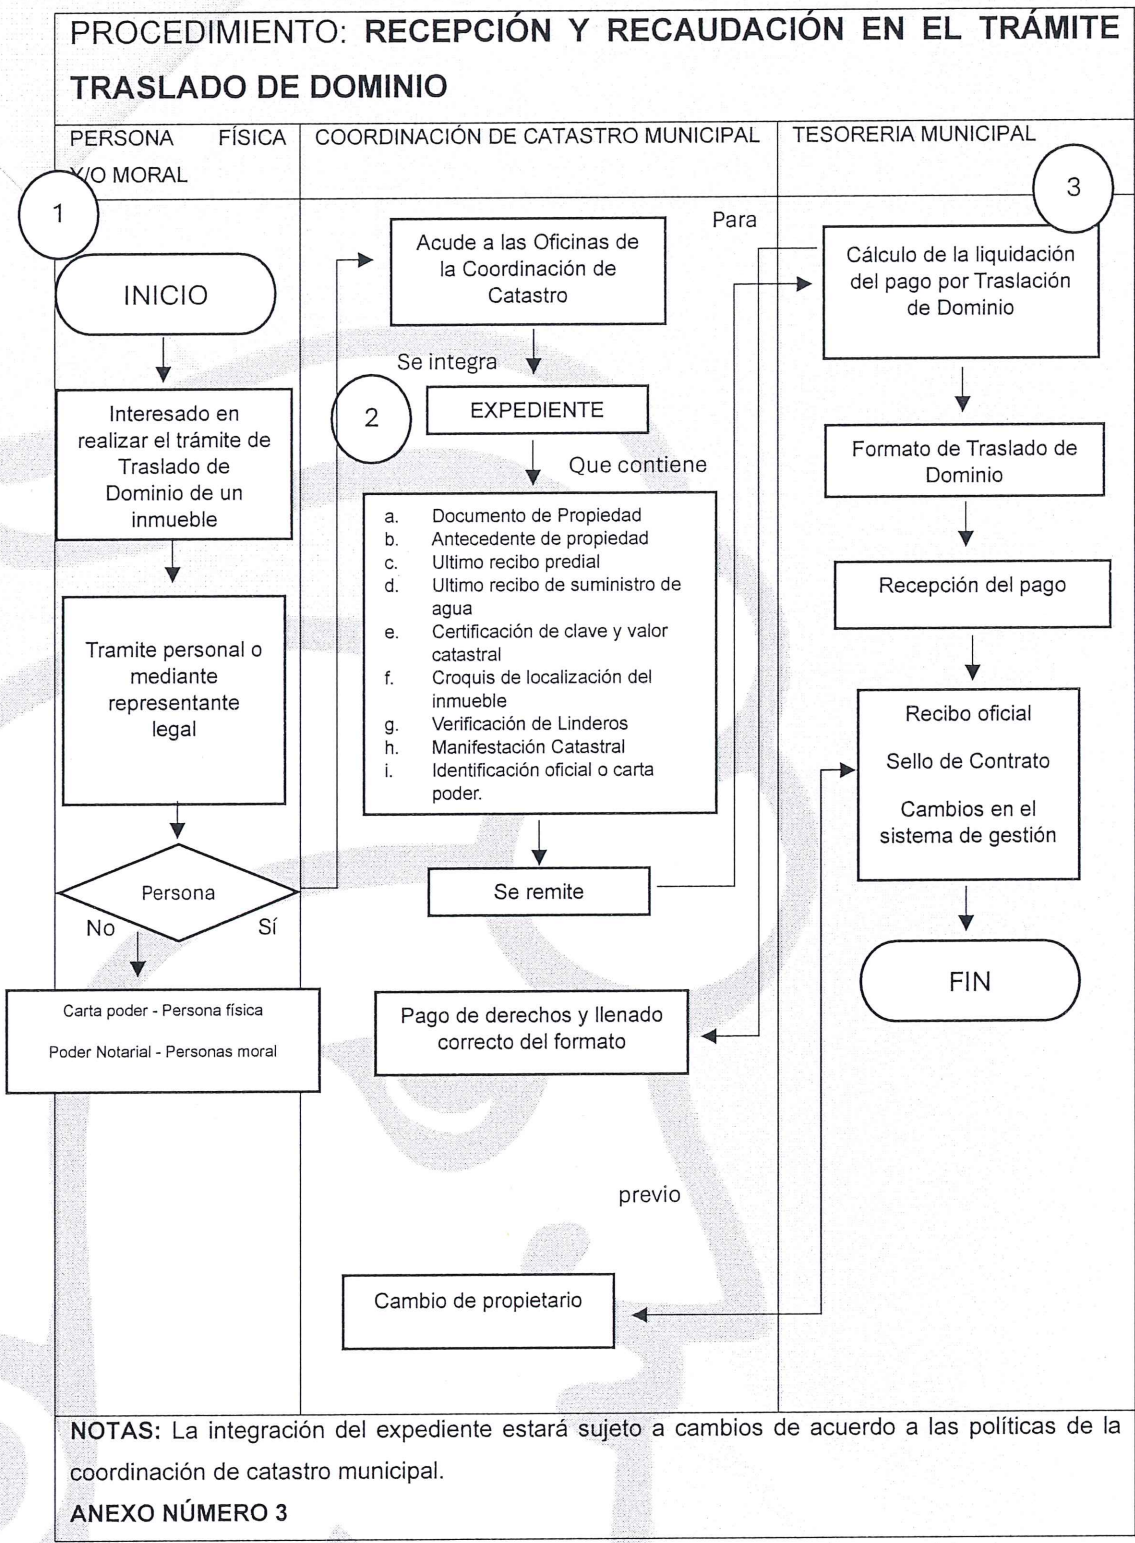 PROCEDIMIENTO: RECEPCIÓN Y RECAUDACIÓN EN EL TRÁMITE
TRASLADO DE DOMINIO
PERSONA FÍSICA
Y/O MORAL
COORDINACIÓN DE CATASTRO MUNICIPAL
TESORERIA MUNICIPAL
1
INICIO
Interesado en
realizar el trámite de
Traslado de
Dominio de un
inmueble
Tramite personal o
mediante
representante
legal
Persona
No
Sí
Carta poder - Persona física
Poder Notarial - Personas moral
Acude a las Oficinas de
la Coordinación de
Catastro
Se integra
2
EXPEDIENTE
Que contiene
a. Documento de Propiedad
b. Antecedente de propiedad
c. Ultimo recibo predial
d. Ultimo recibo de suministro de
agua
e. Certificación de clave y valor
catastral
f. Croquis de localización del
inmueble
g. Verificación de Linderos
h. Manifestación Catastral
i. Identificación oficial o carta
poder.
Se remite
Pago de derechos y llenado
correcto del formato
previo
Cambio de propietario
Para
3
Cálculo de la liquidación
del pago por Traslación
de Dominio
Formato de Traslado de
Dominio
Recepción del pago
Recibo oficial
Sello de Contrato
Cambios en el
sistema de gestión
FIN
NOTAS: La integración del expediente estará sujeto a cambios de acuerdo a las políticas de la
coordinación de catastro municipal.
ANEXO NÚMERO 3